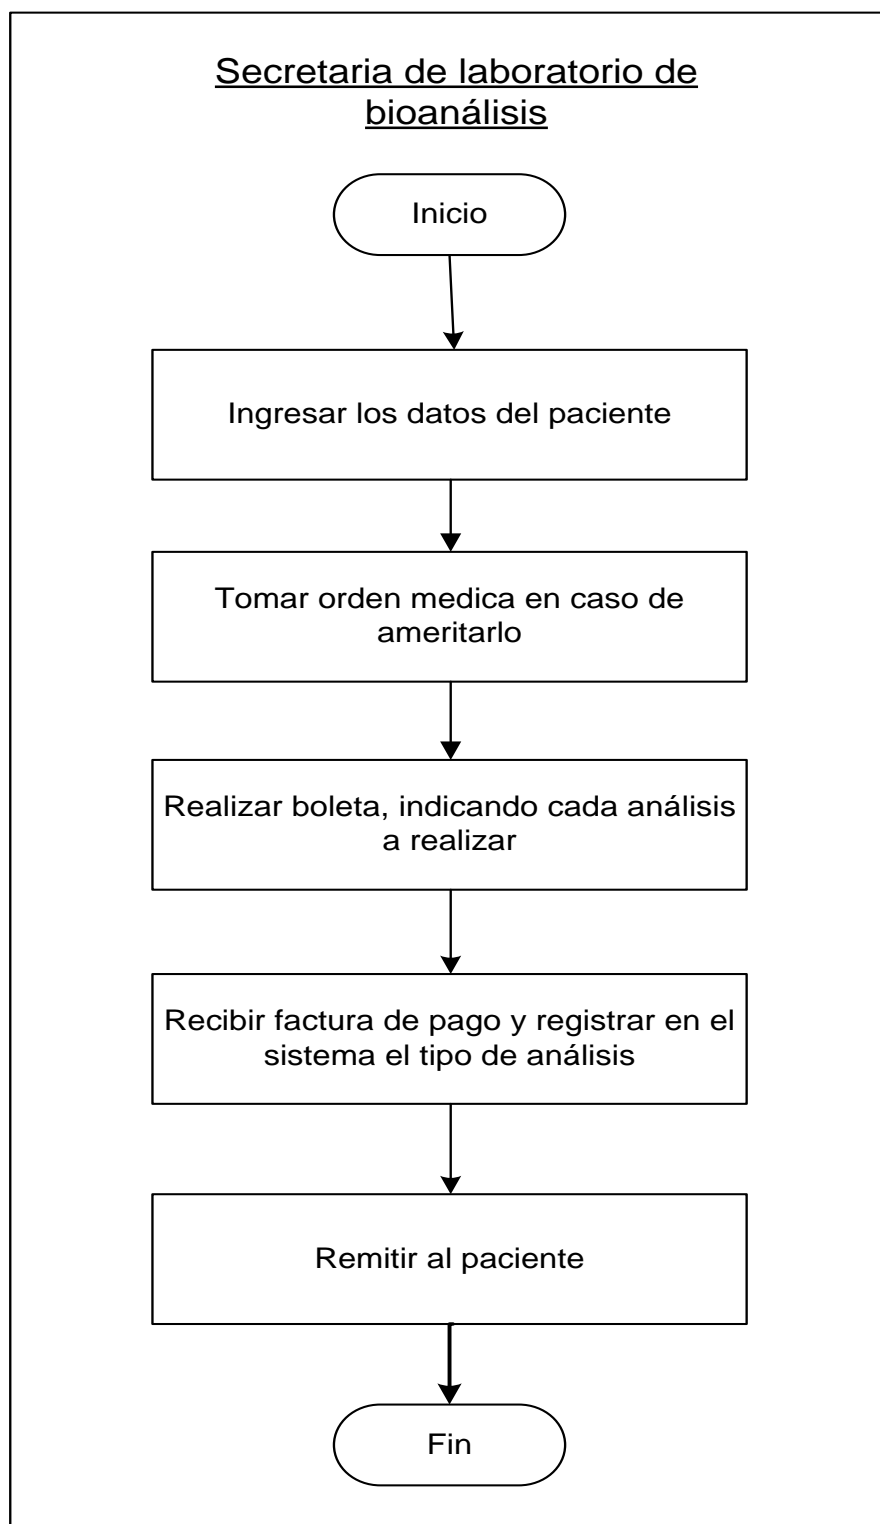 Secretaria de laboratorio de
bioanálisis
Inicio
Ingresar los datos del paciente
Tomar orden medica en caso de
ameritarlo
Realizar boleta, indicando cada análisis
a realizar
Recibir factura de pago y registrar en el
sistema el tipo de análisis
Remitir al paciente
Fin